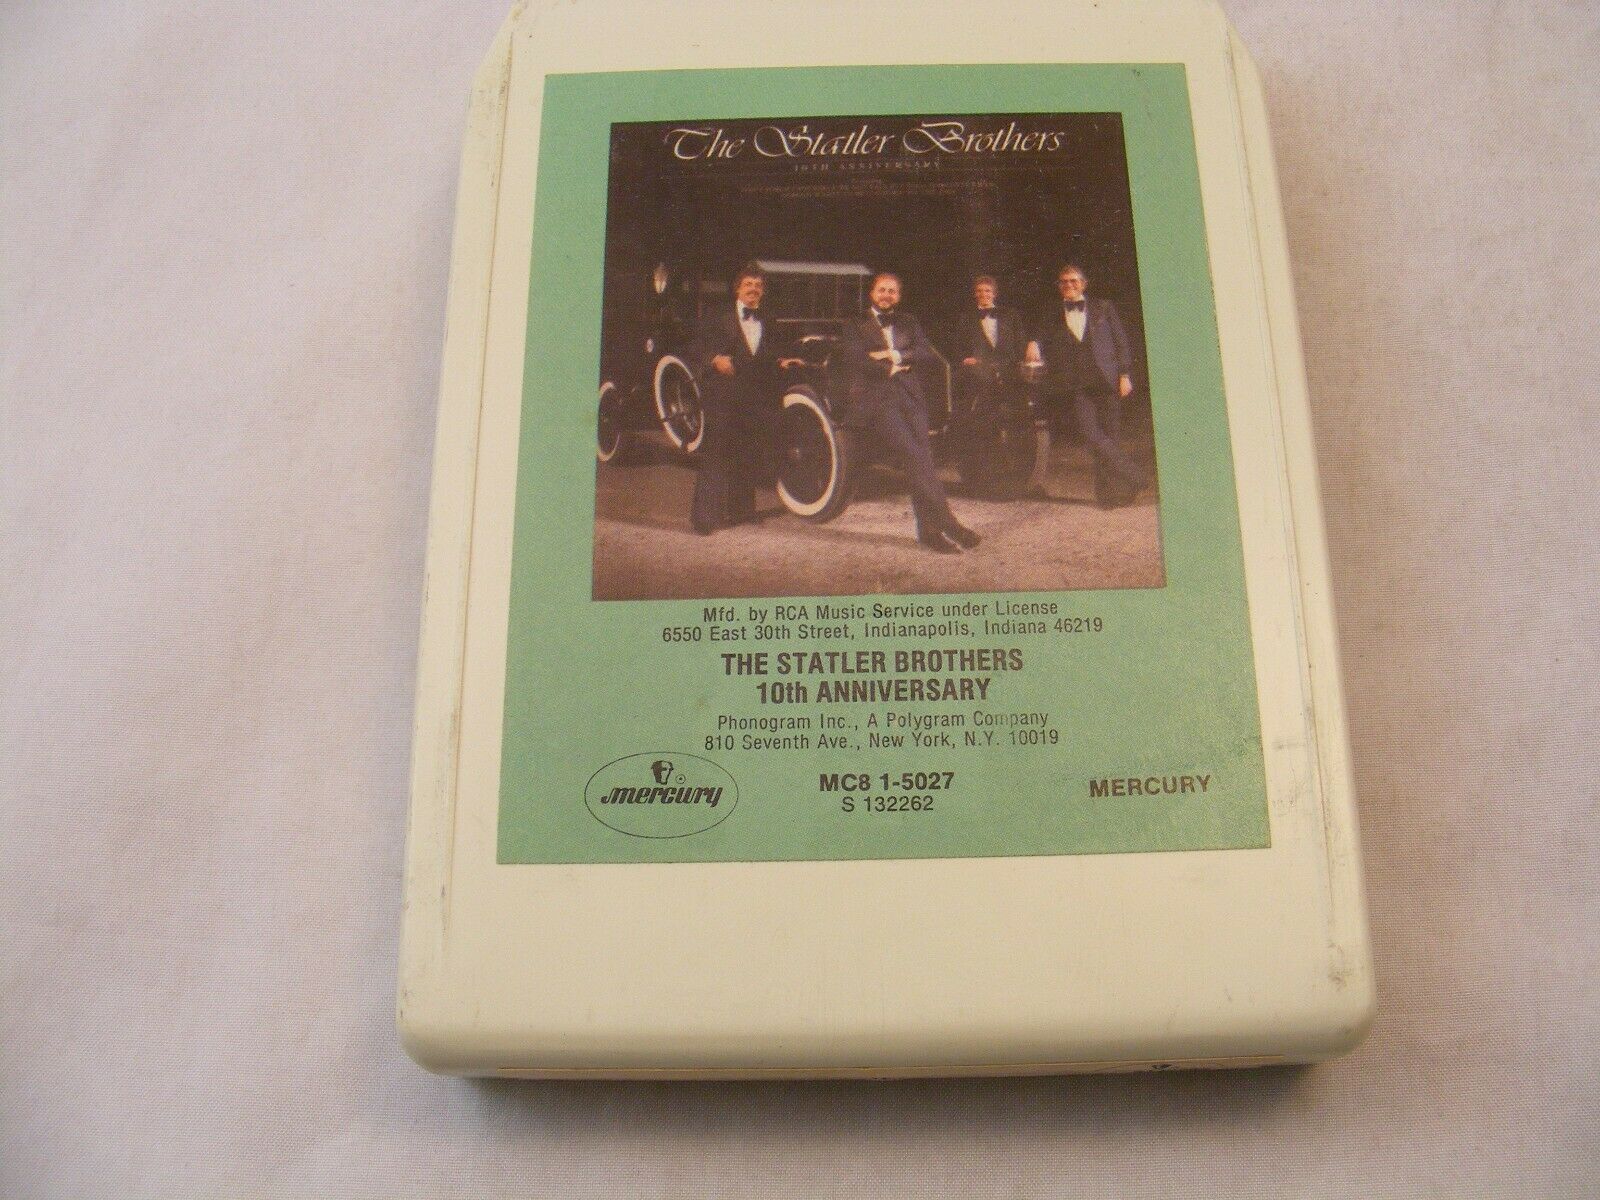 The Statler Brothers
10TH ANNIVERSARY
Mfd. by RCA Music Service under License
6550 East 30th Street, Indianapolis, Indiana 46219
THE STATLER BROTHERS
10th ANNIVERSARY
Phonogram Inc., A Polygram Company
810 Seventh Ave., New York, N.Y. 10019
mercury
MC8 1-5027
S 132262
MERCURY